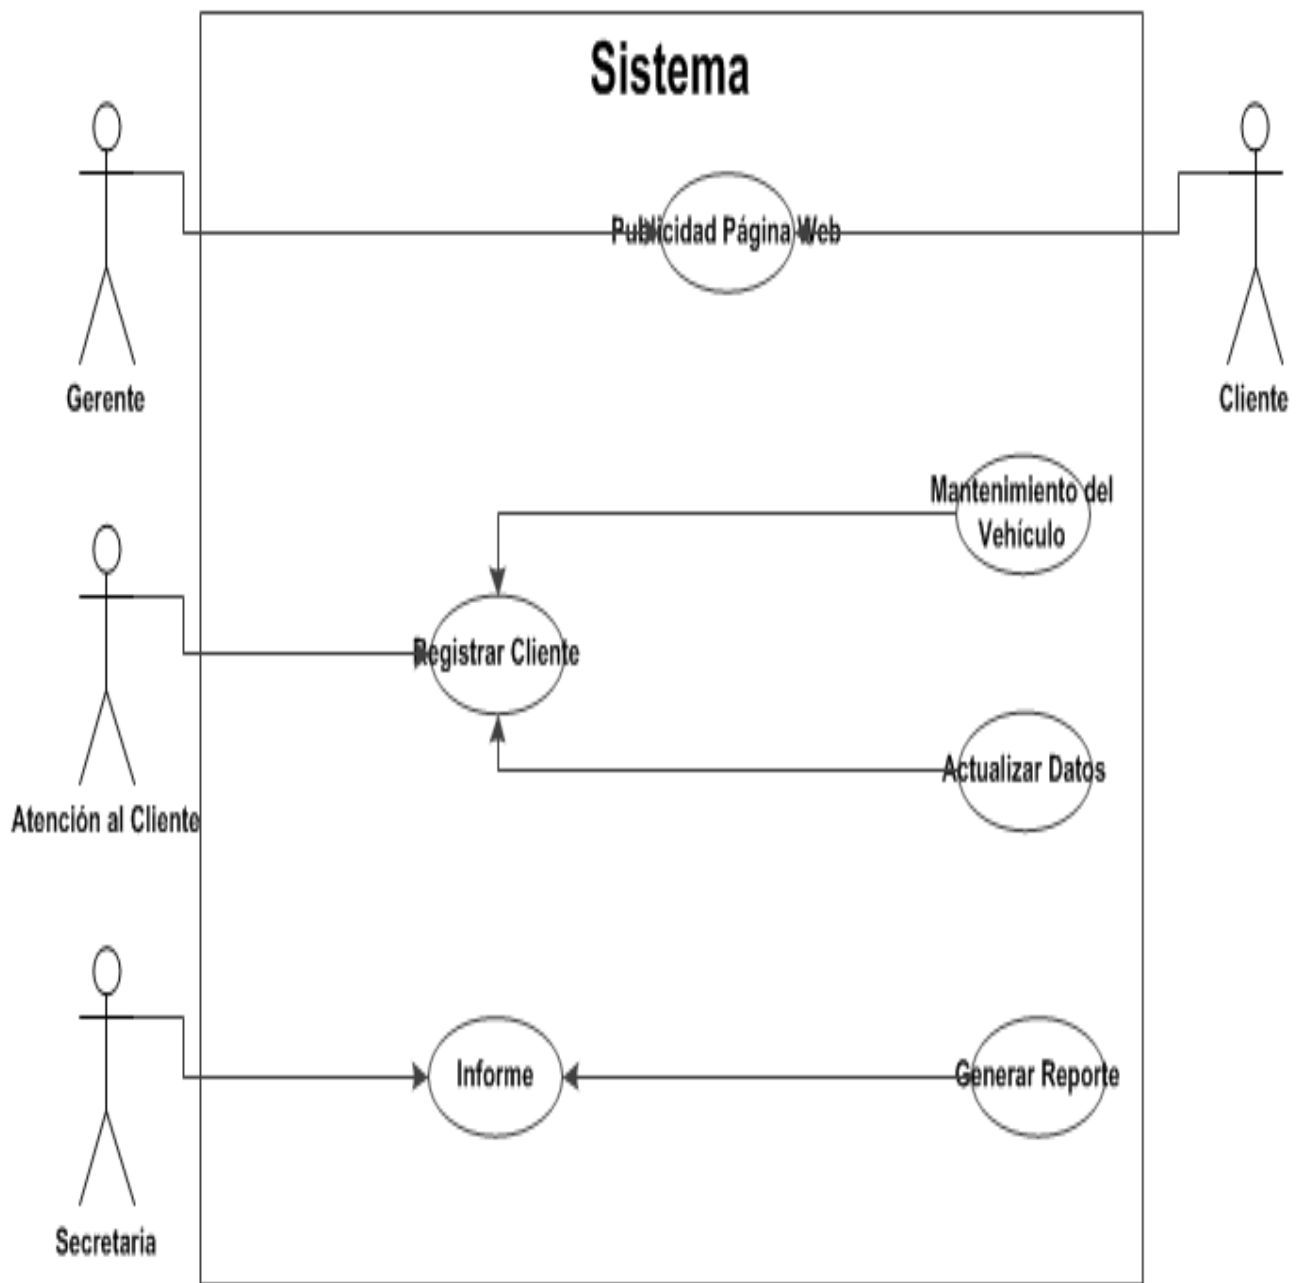 Sistema
Publicidad Página Web
Gerente
Cliente
Mantenimiento del
Vehículo
Registrar Cliente
Actualizar Datos
Atención al Cliente
Informe
Generar Reporte
Secretaria